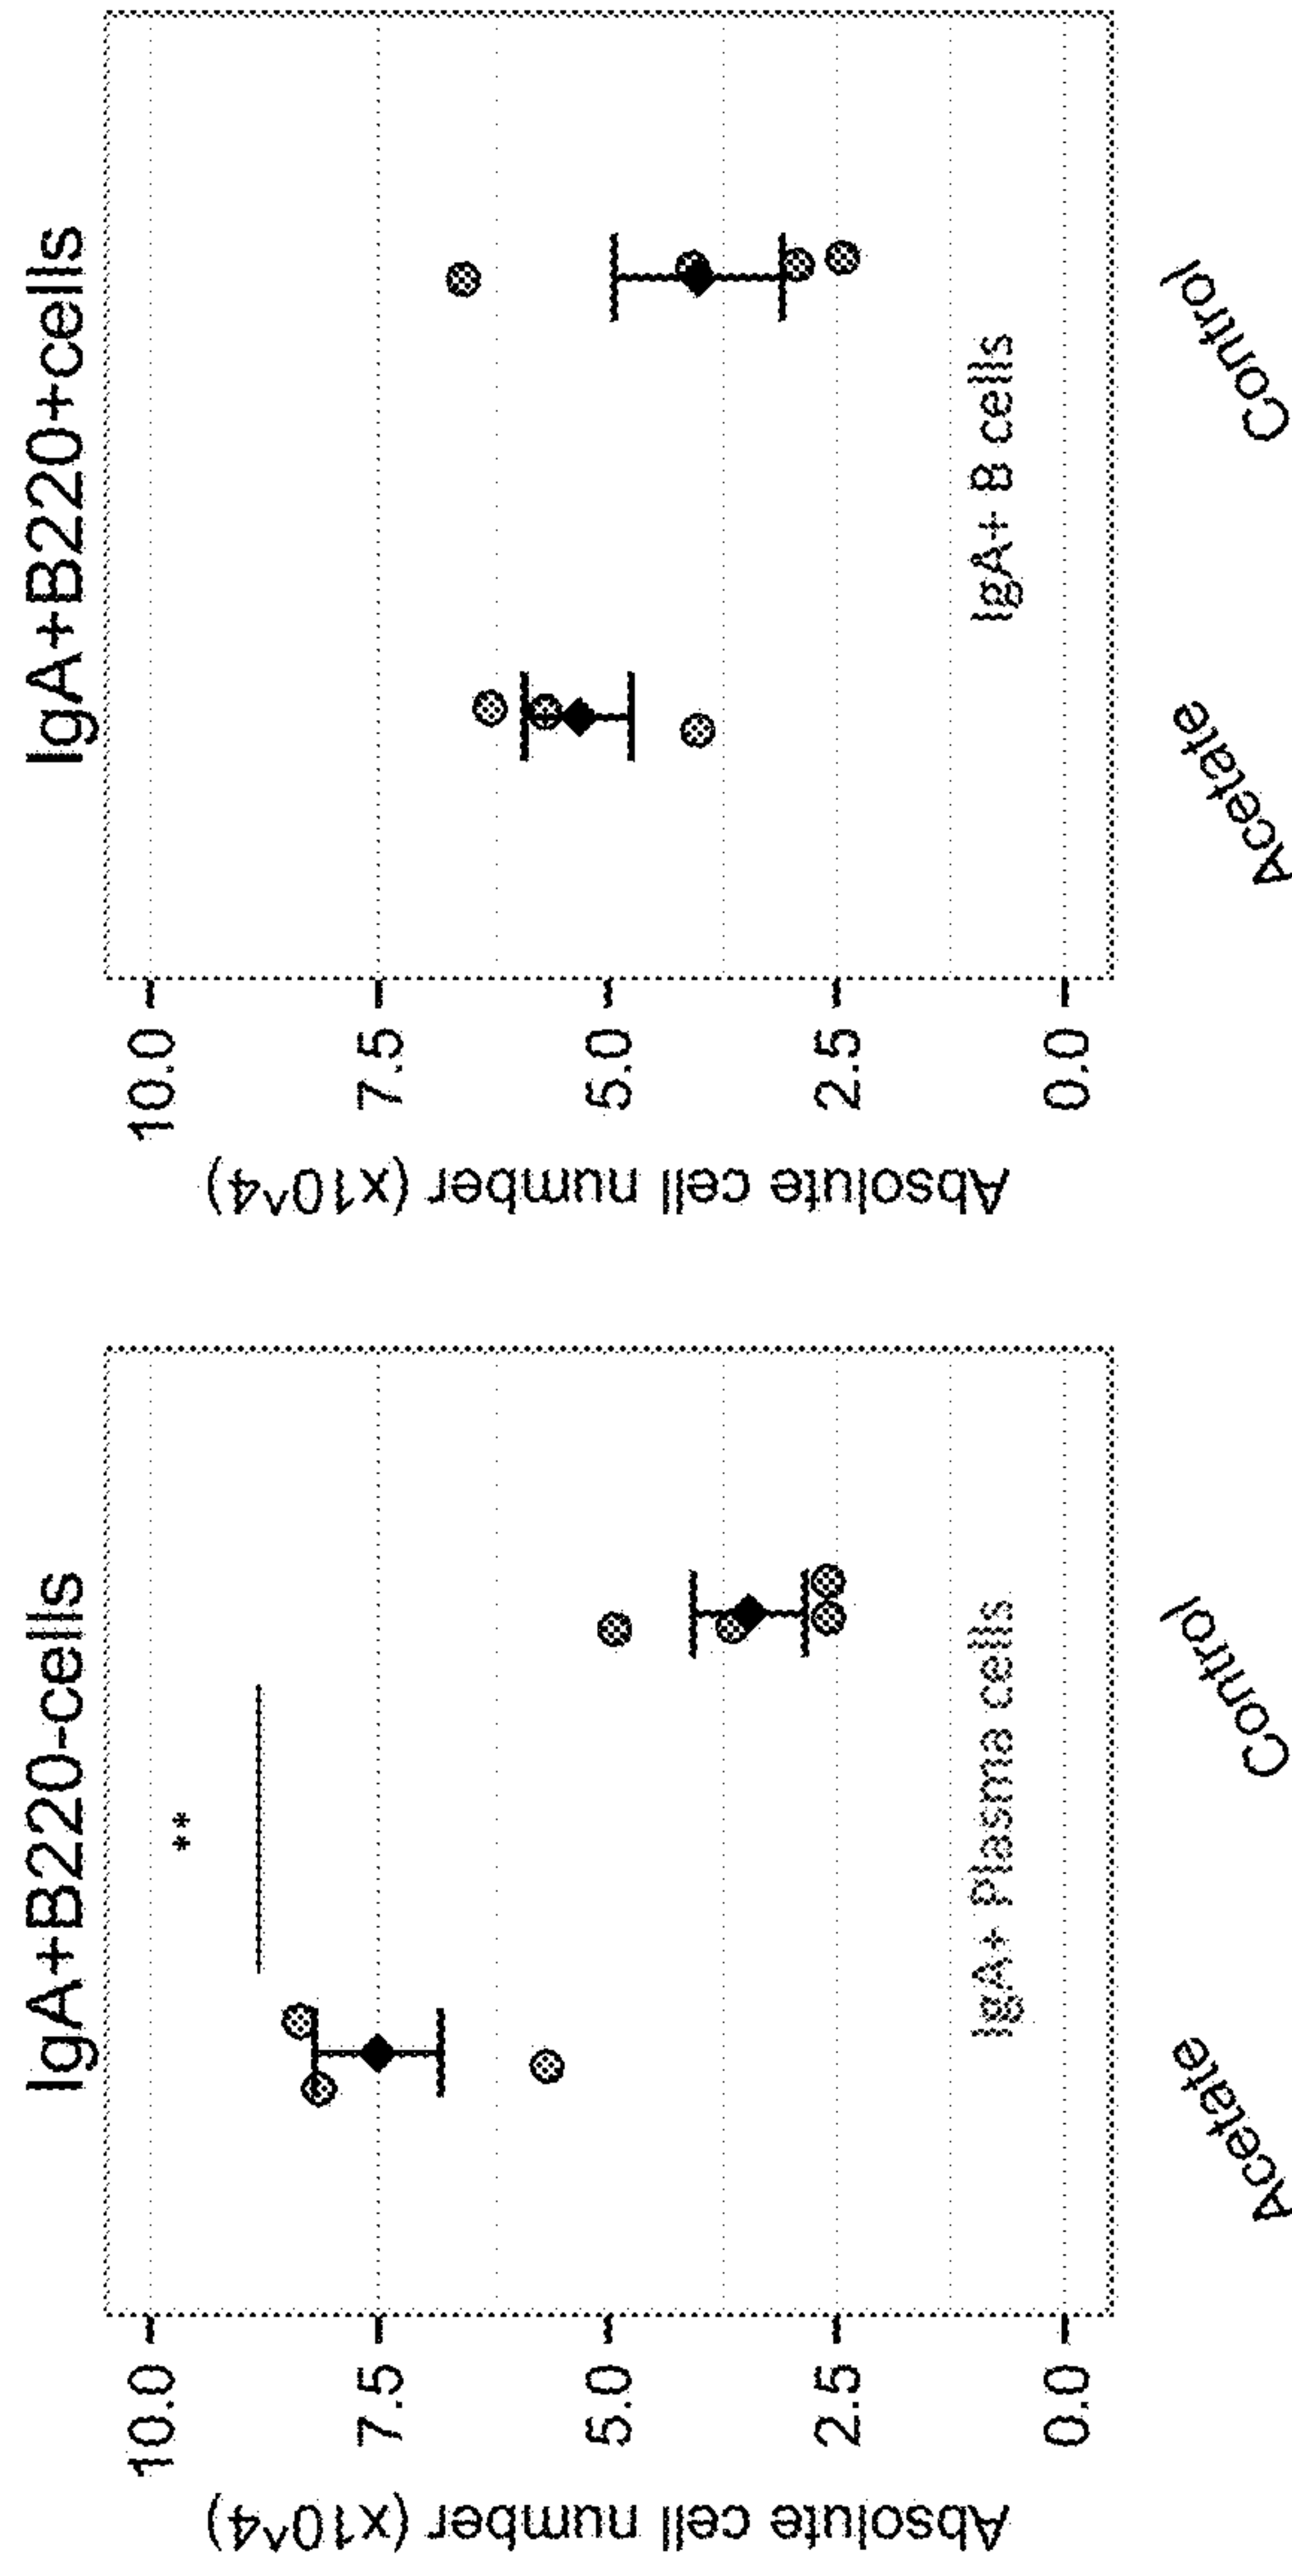 IgA+B220-cells
Absolute cell number (x10^4)
10.0
7.5
5.0
2.5
0.0
**
IgA+ Plasma cells
Acetate
Control
IgA+B220+cells
Absolute cell number (x10^4)
10.0
7.5
5.0
2.5
0.0
IgA+ B cells
Acetate
Control